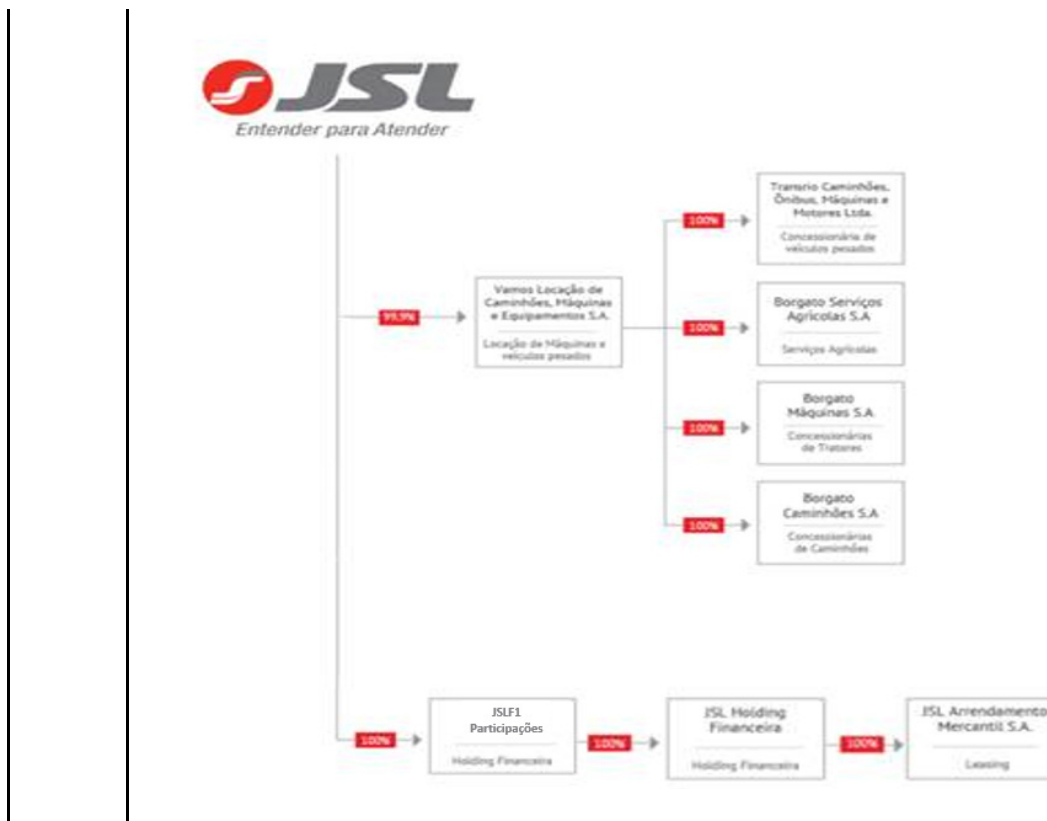 JSL
Entender para Atender
Transrio Caminhões,
Ônibus, Máquinas e
Motores Ltda.
Concessionária de
veículos pesados
100%
Vamos Locação de
Caminhões, Máquinas
e Equipamentos S.A.
Locação de Máquinas e
veículos pesados
99,9%
Borgato Serviços
Agrícolas S.A
Serviços Agrícolas
100%
Borgato
Máquinas S.A
Concessionárias
de Tratores
100%
Borgato
Caminhões S.A
Concessionárias
de Caminhões
100%
100%
JSLF1
Participações
Holding Financeira
100%
JSL Holding
Financeira
Holding Financeira
100%
JSL Arrendamento
Mercantil S.A.
Leasing